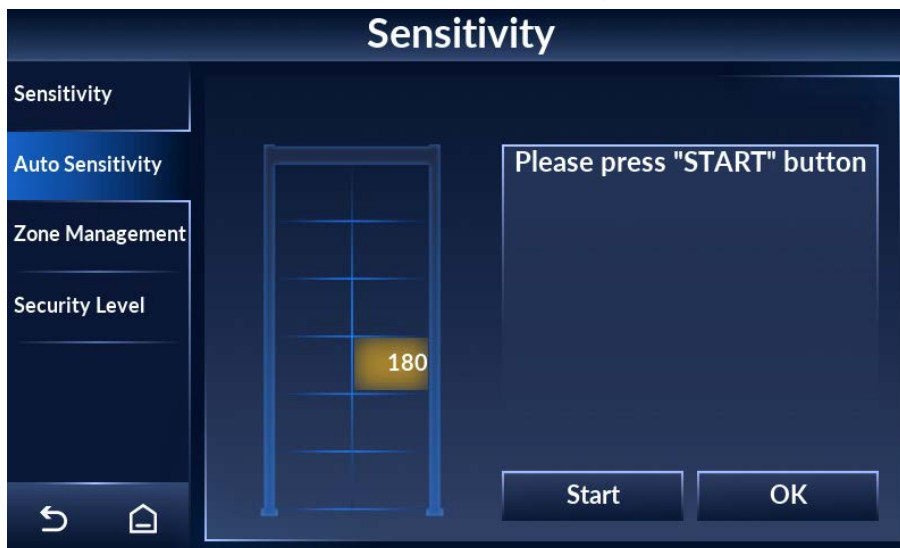 Sensitivity
Sensitivity
Auto Sensitivity
Zone Management
Security Level
Please press "START" button
180
Start
OK